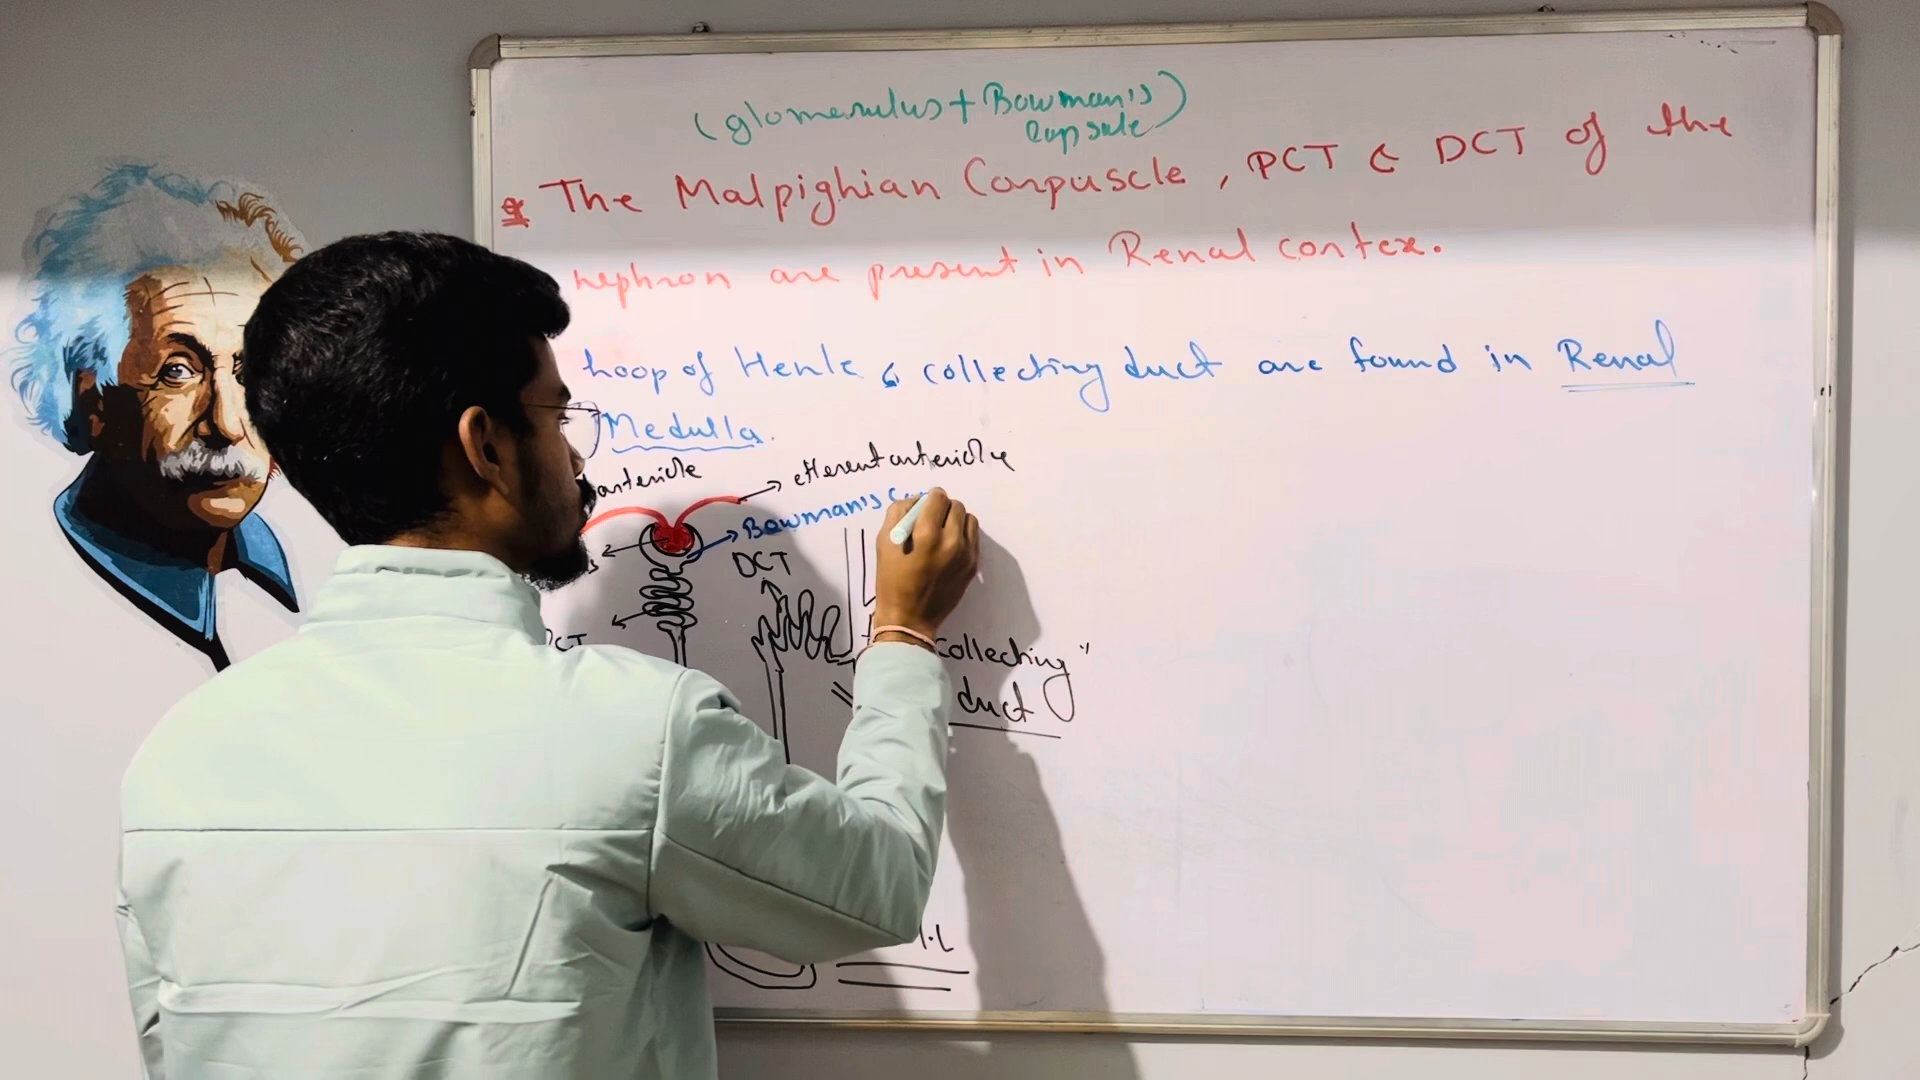 (glomerulus + Bowman's
Capsule)
The Malpighian Corpuscle, PCT & DCT of the
nephron are present in Renal cortex.
Loop of Henle & collecting duct are found in Renal
Medulla.
arteriole
efferent arteriole
Bowman's
DCT
Collecting
duct